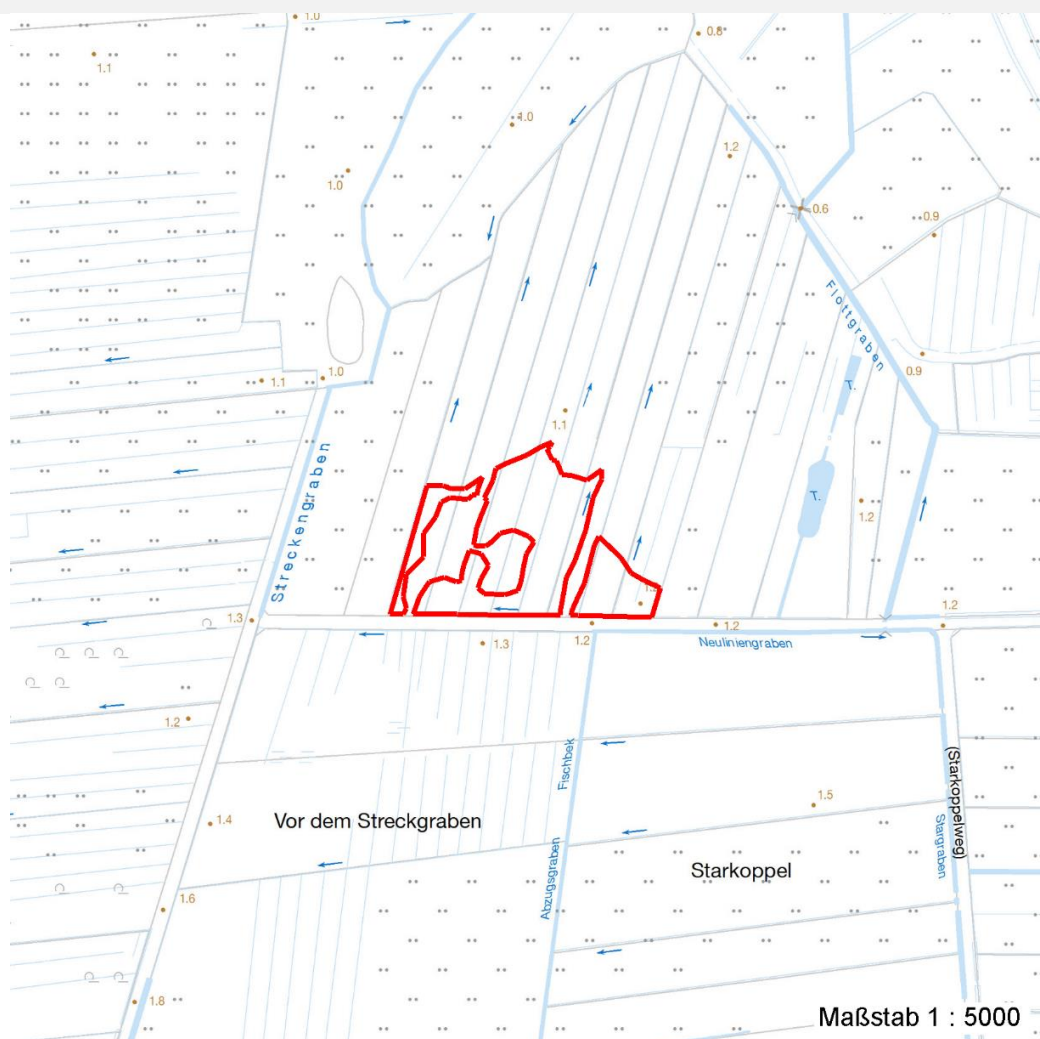 1.0
0.8
1.1
1.0
1.2
1.0
0.6
0.9
Flottgraben
1.1
1.0
0.9
T.
1.1
Streckengraben
T.
1.2
1.2
1.3
1.3
1.2
1.2
Neuliniengraben
1.2
Fischbek
(Starkoppelweg)
1.5
Vor dem Streckgraben
1.4
Starkoppel
Stargraben
Abzugsgraben
1.6
1.8
Maßstab 1 : 5000